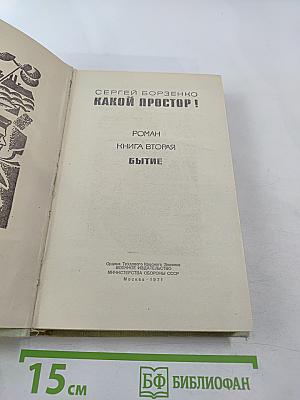 СЕРГЕЙ БОРЗЕНКО
КАКОЙ ПРОСТОР!
РОМАН
КНИГА ВТОРАЯ
БЫТИЕ
Ордена Трудового Красного Знамени
ВОЕННОЕ ИЗДАТЕЛЬСТВО
МИНИСТЕРСТВА ОБОРОНЫ СССР
Москва — 1971
15 см
БФ БИБЛИОФАН